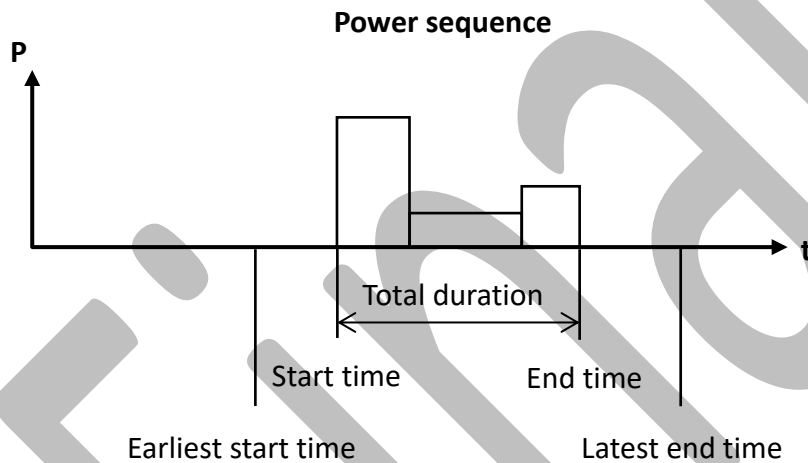 Power sequence
P
t
Total duration
Start time
End time
Earliest start time
Latest end time